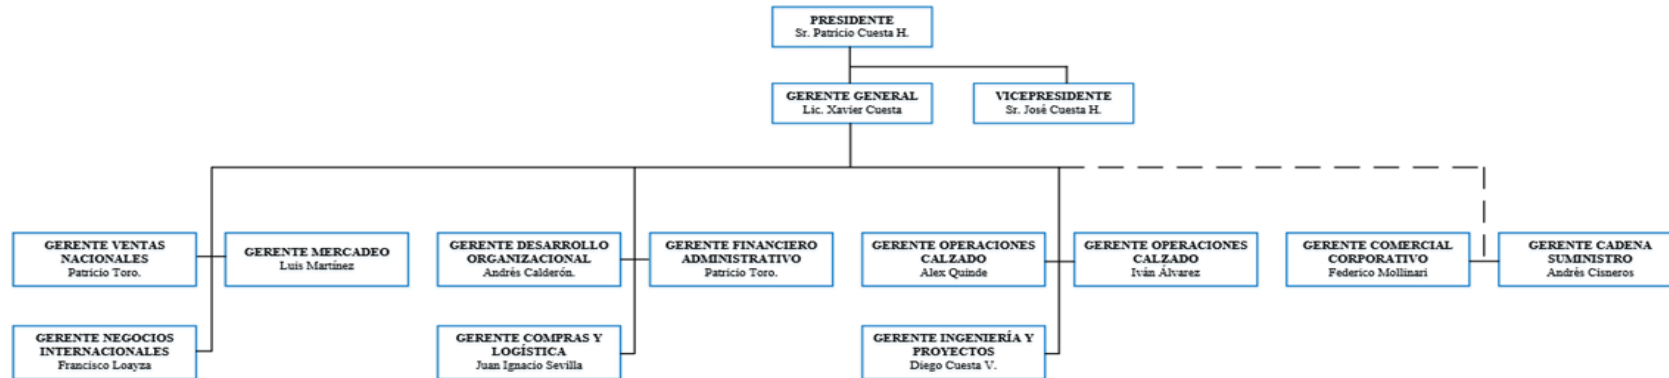 PRESIDENTE
Sr. Patricio Cuesta H.
GERENTE GENERAL
Lic. Xavier Cuesta
VICEPRESIDENTE
Sr. José Cuesta H.
GERENTE VENTAS
NACIONALES
Patricio Toro.
GERENTE MERCADEO
Luis Martínez
GERENTE DESARROLLO
ORGANIZACIONAL
Andrés Calderón.
GERENTE FINANCIERO
ADMINISTRATIVO
Patricio Toro.
GERENTE OPERACIONES
CALZADO
Alex Quinde
GERENTE OPERACIONES
CALZADO
Iván Álvarez
GERENTE COMERCIAL
CORPORATIVO
Federico Mollinari
GERENTE CADENA
SUMINISTRO
Andrés Cisneros
GERENTE NEGOCIOS
INTERNACIONALES
Francisco Loayza
GERENTE COMPRAS Y
LOGÍSTICA
Juan Ignacio Sevilla
GERENTE INGENIERÍA Y
PROYECTOS
Diego Cuesta V.